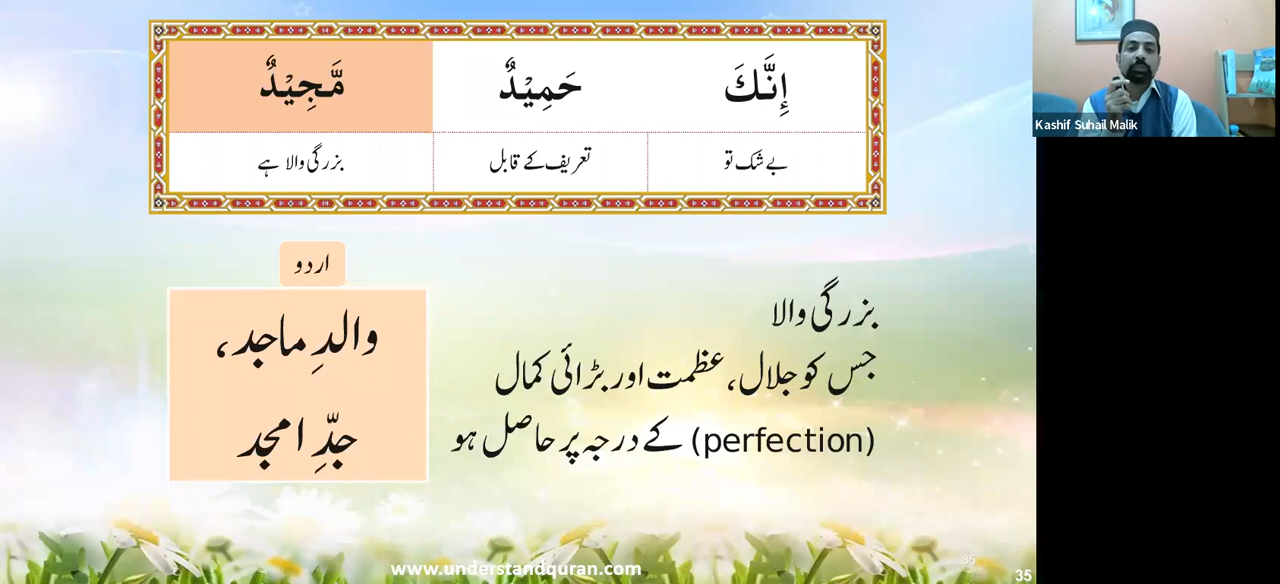 إِنَّكَ حَمِيْدٌ مَّجِيْدٌ
بے شک تو تعریف کے قابل بزرگی والا ہے
Kashif Suhail Malik
اردو
والدِ ماجد،
جدِّ امجد
بزرگی والا
جس کو جلال، عظمت اور بڑائی کمال
(perfection) کے درجہ پر حاصل ہو
www.understandquran.com
35
35